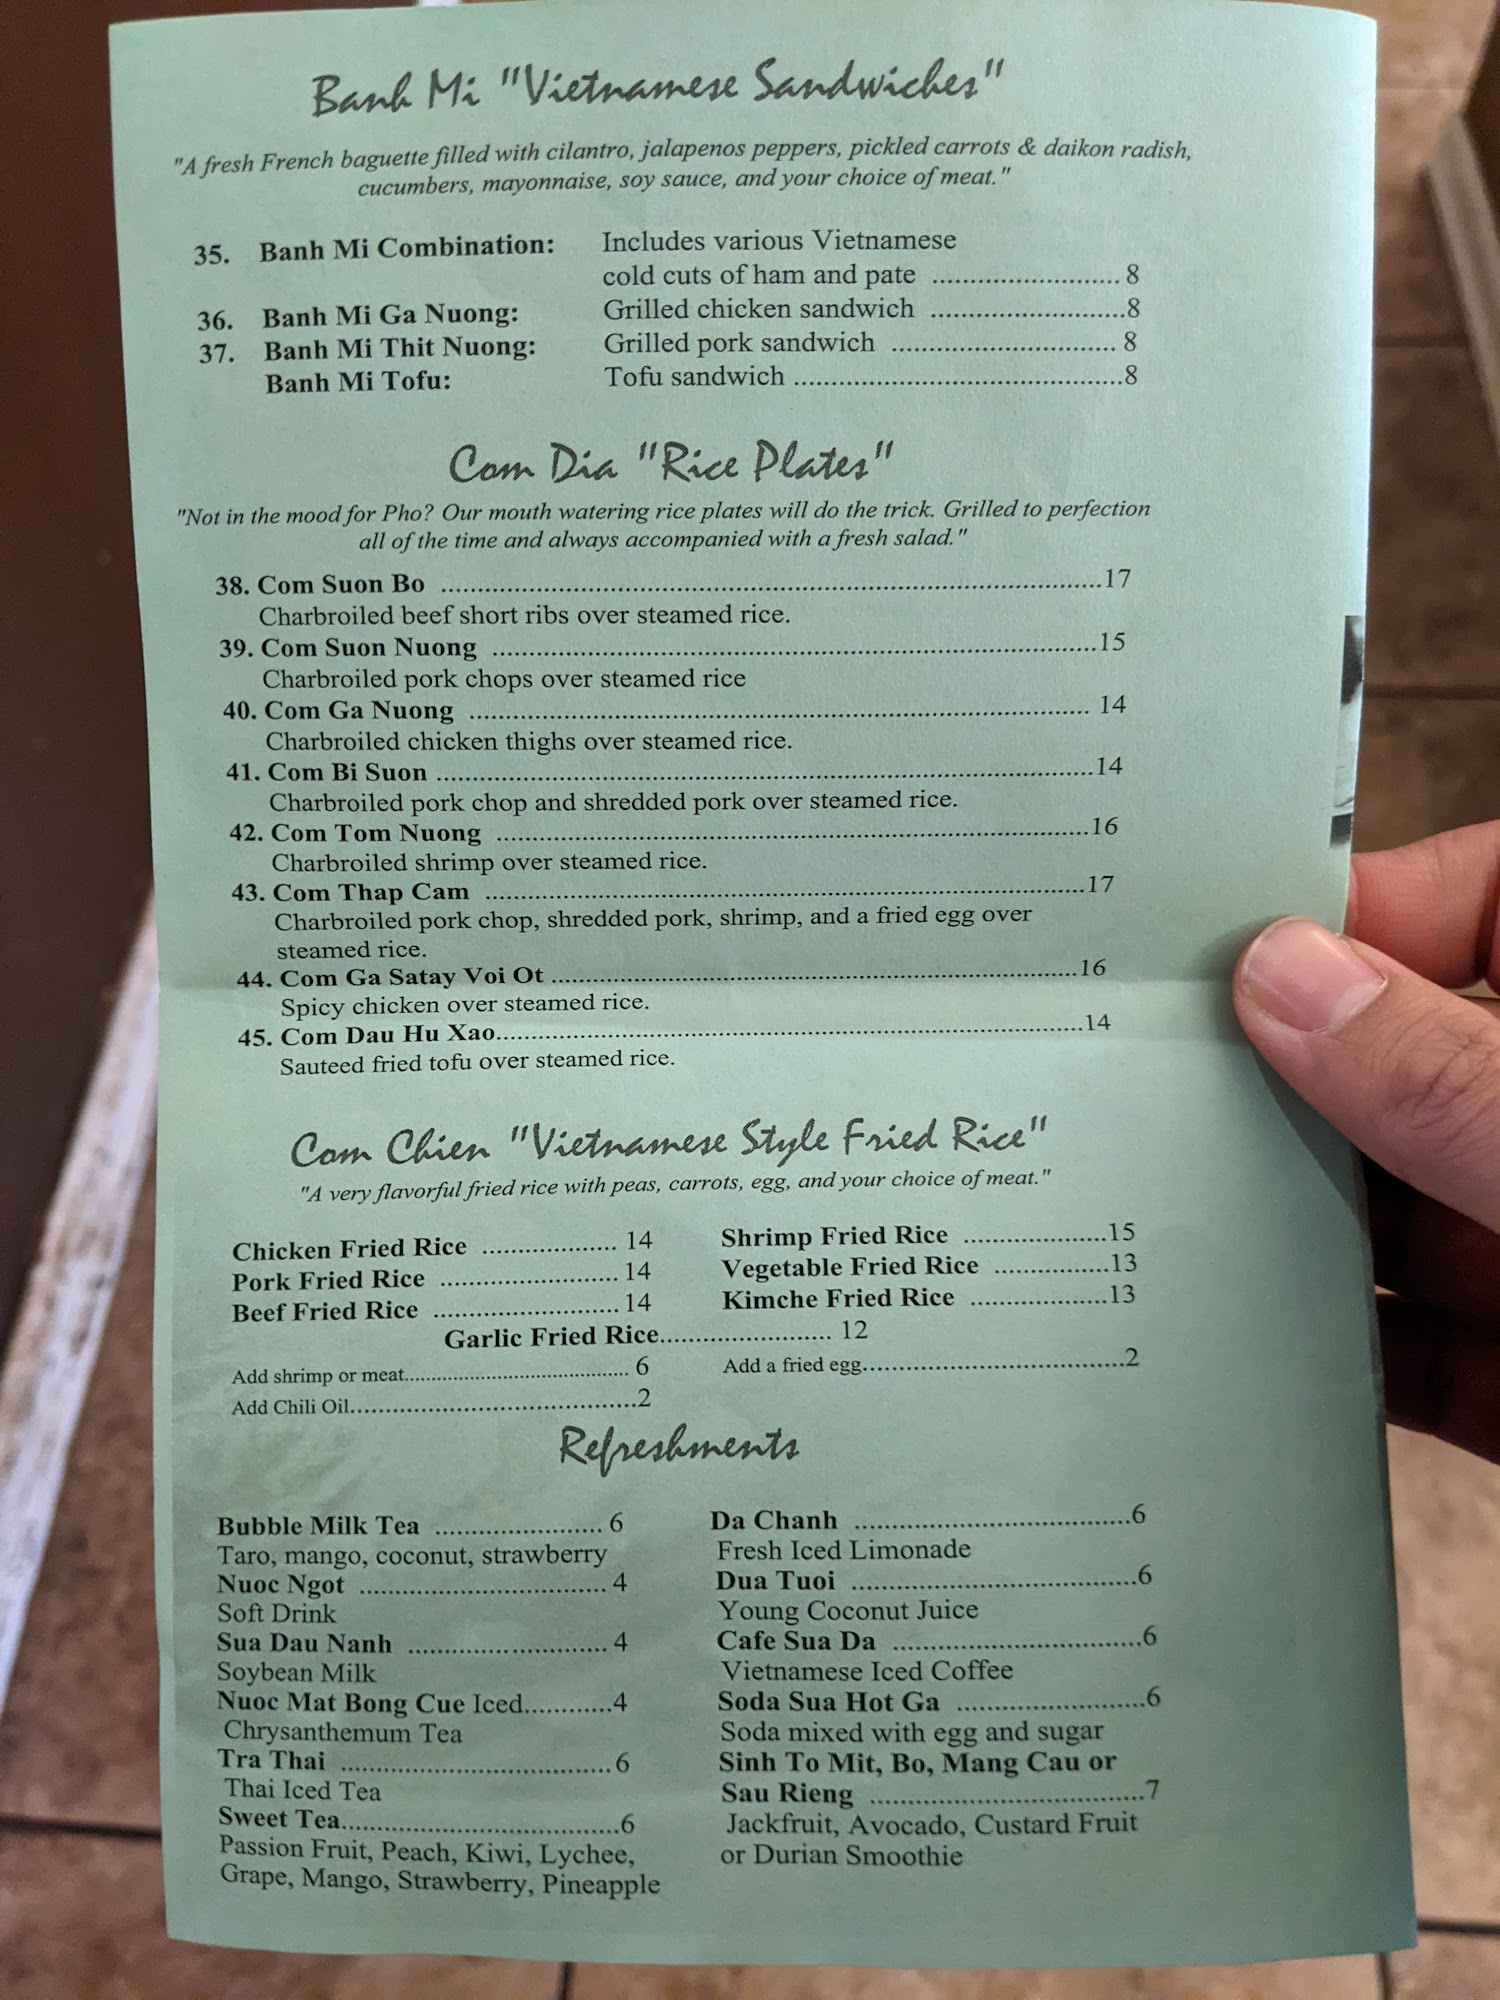 Banh Mi "Vietnamese Sandwiches"
"A fresh French baguette filled with cilantro, jalapenos peppers, pickled carrots & daikon radish,
cucumbers, mayonnaise, soy sauce, and your choice of meat."
35. Banh Mi Combination: Includes various Vietnamese
cold cuts of ham and pate ........................ 8
36. Banh Mi Ga Nuong: Grilled chicken sandwich .........................8
37. Banh Mi Thit Nuong: Grilled pork sandwich ............................. 8
Banh Mi Tofu: Tofu sandwich ..........................................8
Com Dia "Rice Plates"
"Not in the mood for Pho? Our mouth watering rice plates will do the trick. Grilled to perfection
all of the time and always accompanied with a fresh salad."
38. Com Suon Bo ....................................................................................17
Charbroiled beef short ribs over steamed rice.
39. Com Suon Nuong .............................................................................15
Charbroiled pork chops over steamed rice
40. Com Ga Nuong ............................................................................... 14
Charbroiled chicken thighs over steamed rice.
41. Com Bi Suon ....................................................................................14
Charbroiled pork chop and shredded pork over steamed rice.
42. Com Tom Nuong .............................................................................16
Charbroiled shrimp over steamed rice.
43. Com Thap Cam ...............................................................................17
Charbroiled pork chop, shredded pork, shrimp, and a fried egg over
steamed rice.
44. Com Ga Satay Voi Ot .....................................................................16
Spicy chicken over steamed rice.
45. Com Dau Hu Xao............................................................................14
Sauteed fried tofu over steamed rice.
Com Chien "Vietnamese Style Fried Rice"
"A very flavorful fried rice with peas, carrots, egg, and your choice of meat."
Chicken Fried Rice .................... 14 Shrimp Fried Rice .....................15
Pork Fried Rice .......................... 14 Vegetable Fried Rice .................13
Beef Fried Rice ........................... 14 Kimche Fried Rice ....................13
Garlic Fried Rice......................... 12
Add shrimp or meat......................................... 6 Add a fried egg.......................................2
Add Chili Oil..........................................2
Refreshments
Bubble Milk Tea ........................ 6 Da Chanh ........................................6
Taro, mango, coconut, strawberry Fresh Iced Limonade
Nuoc Ngot ................................... 4 Dua Tuoi .........................................6
Soft Drink Young Coconut Juice
Sua Dau Nanh ............................ 4 Cafe Sua Da ....................................6
Soybean Milk Vietnamese Iced Coffee
Nuoc Mat Bong Cue Iced............4 Soda Sua Hot Ga ...........................6
Chrysanthemum Tea Soda mixed with egg and sugar
Tra Thai ......................................6 Sinh To Mit, Bo, Mang Cau or
Thai Iced Tea Sau Rieng .......................................7
Sweet Tea.......................................6 Jackfruit, Avocado, Custard Fruit
Passion Fruit, Peach, Kiwi, Lychee, or Durian Smoothie
Grape, Mango, Strawberry, Pineapple